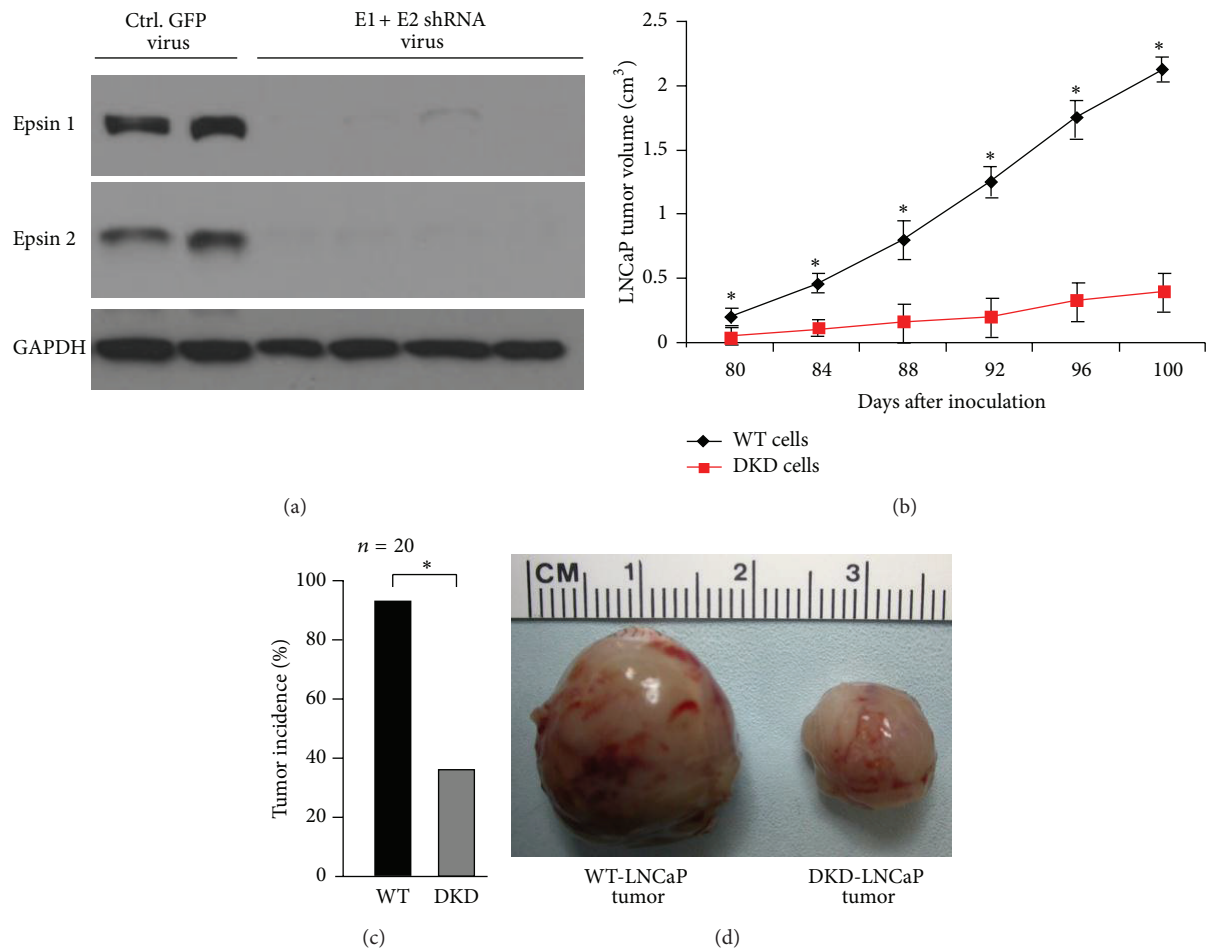 Ctrl. GFP
virus
E1 + E2 shRNA
virus
Epsin 1
Epsin 2
GAPDH
(a)
LNCaP tumor volume (cm³)
2.5
2
1.5
1
0.5
0
*
*
*
*
*
*
80 84 88 92 96 100
Days after inoculation
WT cells
DKD cells
(b)
n = 20
*
Tumor incidence (%)
100
80
60
40
20
0
WT DKD
(c)
CM 1 2 3
WT-LNCaP
tumor
DKD-LNCaP
tumor
(d)